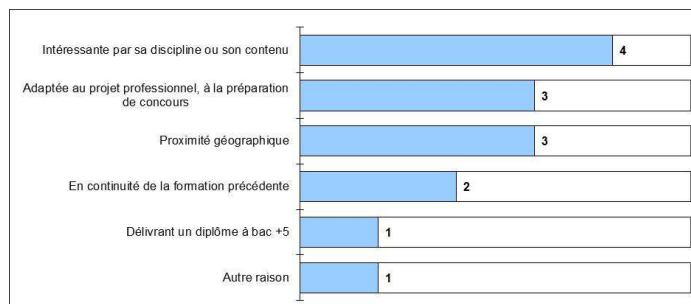 Intéressante par sa discipline ou son contenu
4
Adaptée au projet professionnel, à la préparation
de concours
3
Proximité géographique
3
En continuité de la formation précédente
2
Délivrant un diplôme à bac +5
1
Autre raison
1